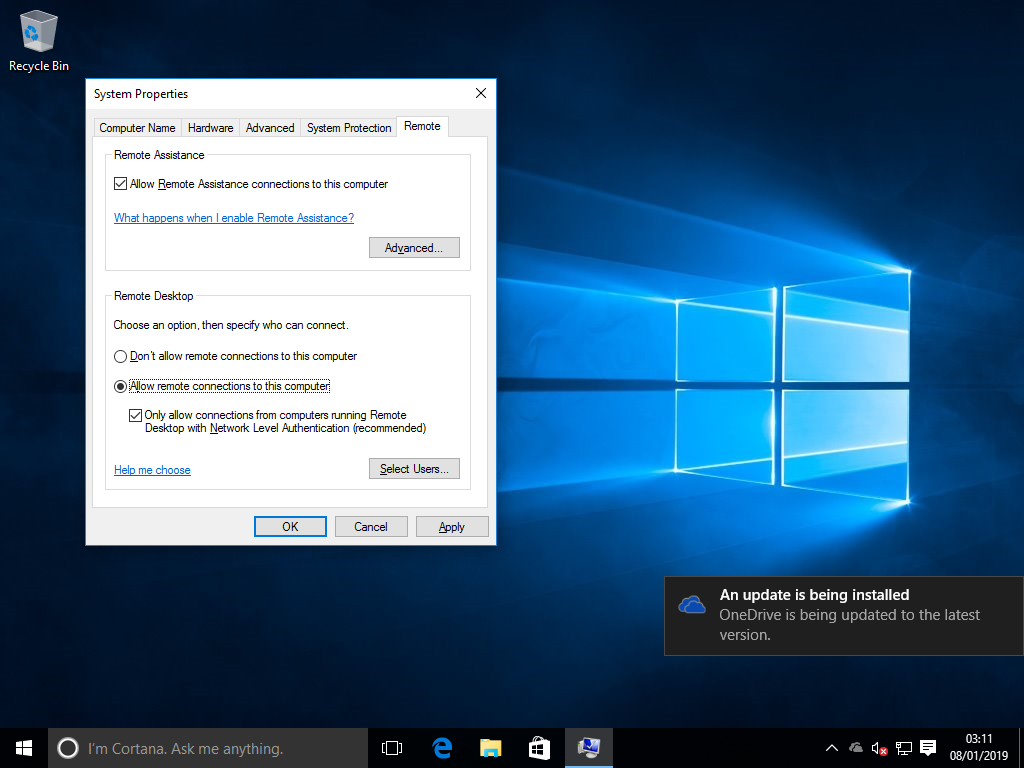 Recycle Bin
System Properties
Computer Name Hardware Advanced System Protection Remote
Remote Assistance
Allow Remote Assistance connections to this computer
What happens when I enable Remote Assistance?
Advanced...
Remote Desktop
Choose an option, then specify who can connect.
Don't allow remote connections to this computer
Allow remote connections to this computer
Only allow connections from computers running Remote
Desktop with Network Level Authentication (recommended)
Help me choose
Select Users...
OK Cancel Apply
An update is being installed
OneDrive is being updated to the latest
version.
I'm Cortana. Ask me anything.
03:11
08/01/2019